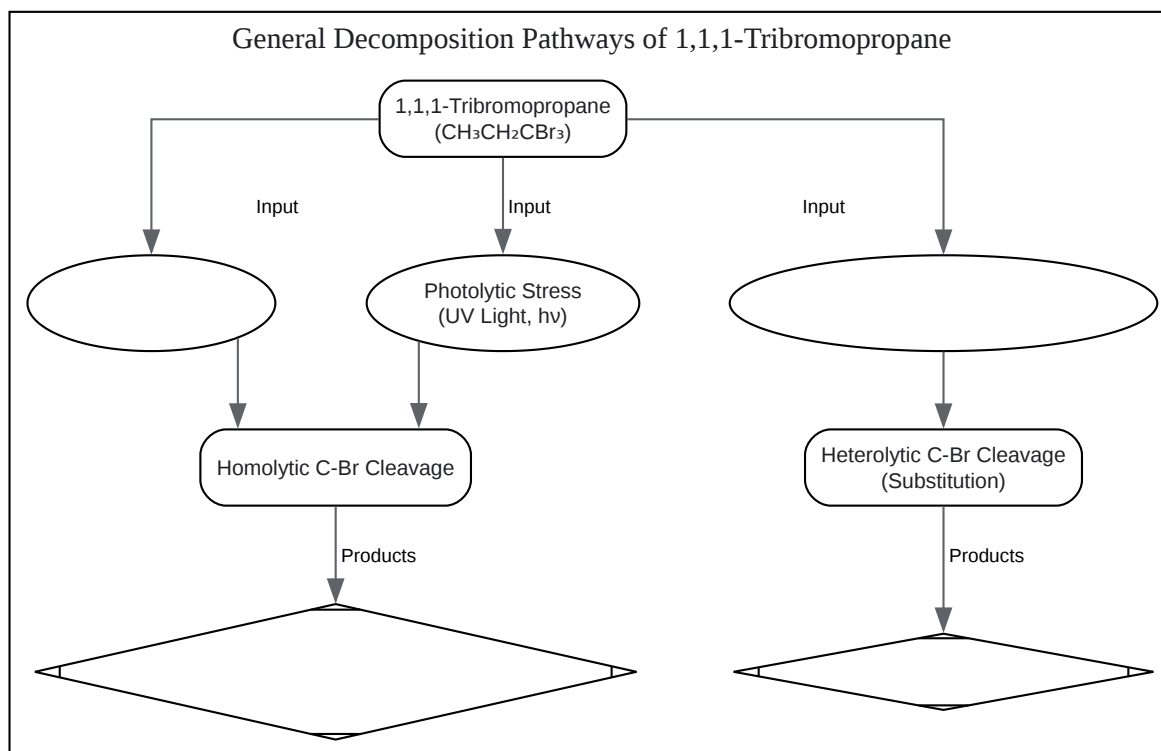 General Decomposition Pathways of 1,1,1-Tribromopropane
1,1,1-Tribromopropane
(CH₃CH₂CBr₃)
Input
Input
Input
Photolytic Stress
(UV Light, hν)
Homolytic C-Br Cleavage
Heterolytic C-Br Cleavage
(Substitution)
Products
Products